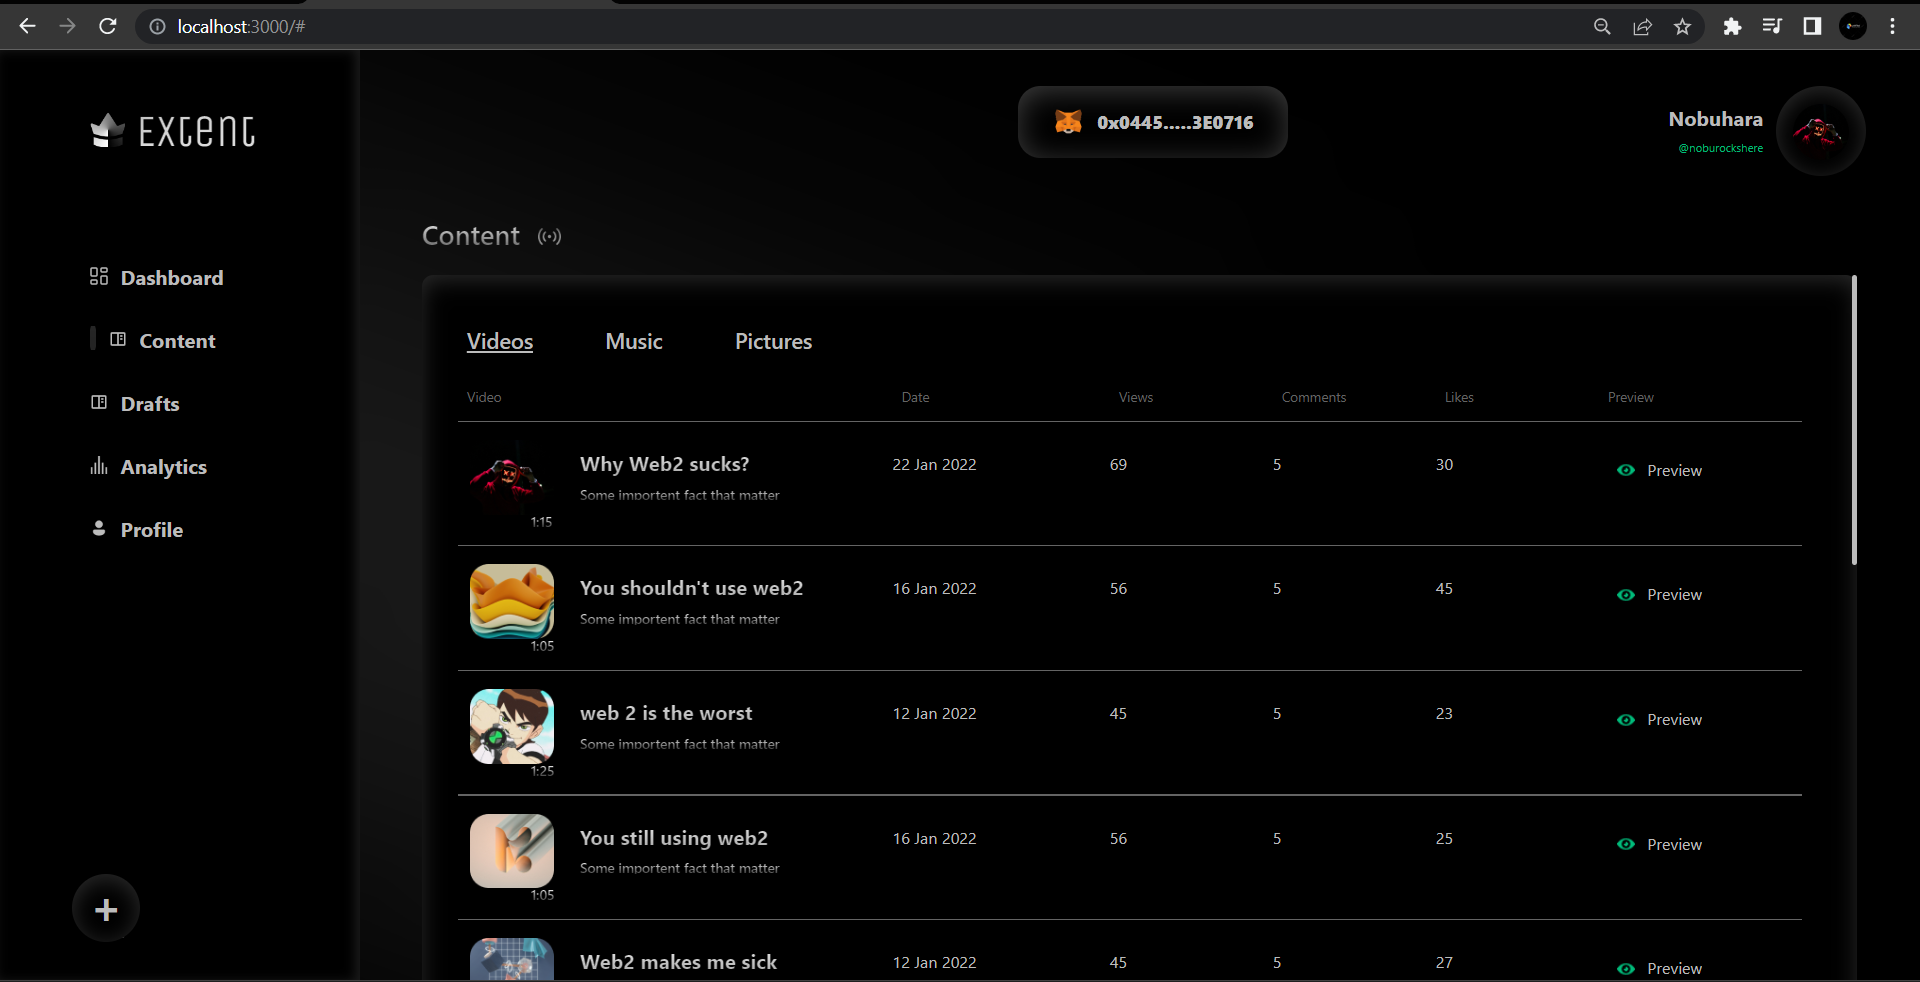 localhost:3000/#
Extent
0x0445.....3E0716
Nobuhara
@noburockshere
Dashboard
Content
Drafts
Analytics
Profile
+
Content
Videos Music Pictures
Video Date Views Comments Likes Preview
Why Web2 sucks? 22 Jan 2022 69 5 30 Preview
Some importent fact that matter
1:15
You shouldn't use web2 16 Jan 2022 56 5 45 Preview
Some importent fact that matter
1:05
web 2 is the worst 12 Jan 2022 45 5 23 Preview
Some importent fact that matter
1:25
You still using web2 16 Jan 2022 56 5 25 Preview
Some importent fact that matter
1:05
Web2 makes me sick 12 Jan 2022 45 5 27 Preview